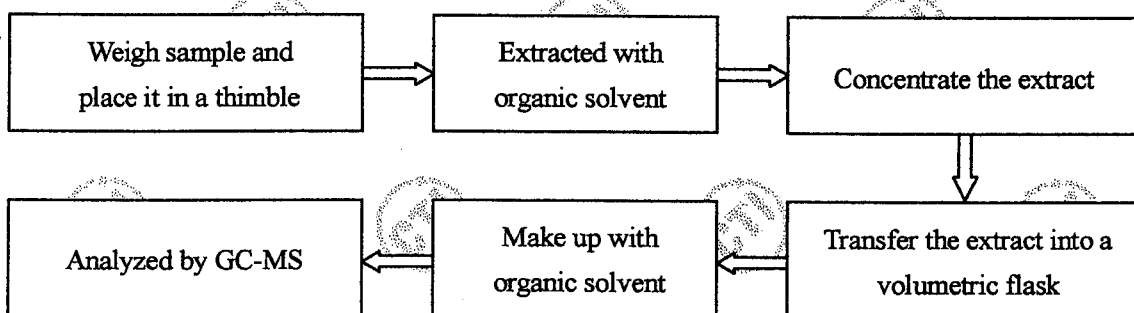 Weigh sample and
place it in a thimble
Extracted with
organic solvent
Concentrate the extract
Transfer the extract into a
volumetric flask
Make up with
organic solvent
Analyzed by GC-MS